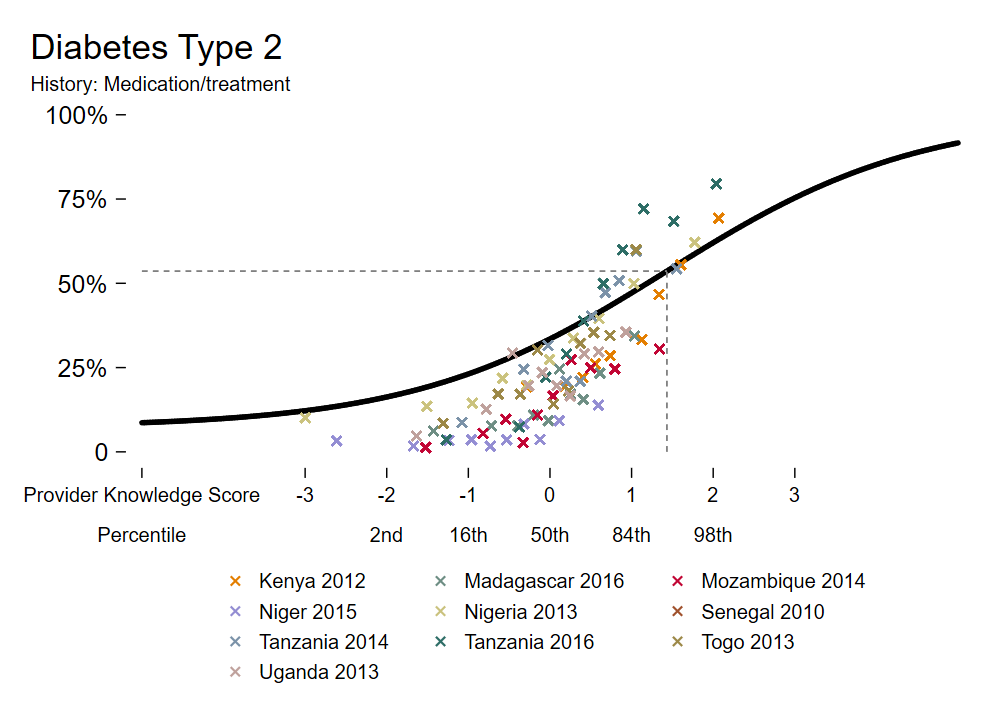 Diabetes Type 2
History: Medication/treatment
100%
75%
50%
25%
0
Provider Knowledge Score -3 -2 -1 0 1 2 3
Percentile 2nd 16th 50th 84th 98th
Kenya 2012 Madagascar 2016 Mozambique 2014
Niger 2015 Nigeria 2013 Senegal 2010
Tanzania 2014 Tanzania 2016 Togo 2013
Uganda 2013